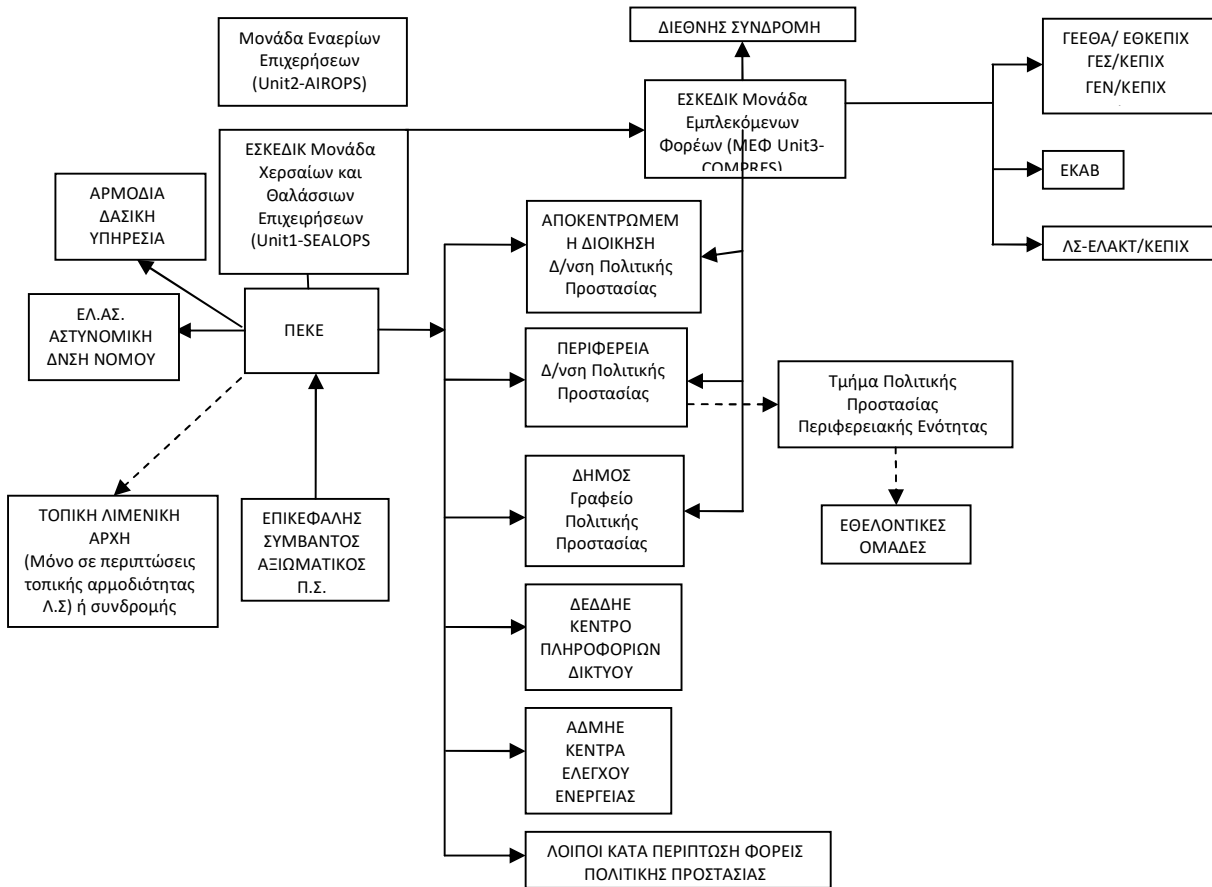 Μονάδα Εναερίων
Επιχερήσεων
(Unit2-AIROPS)
ΔΙΕΘΝΗΣ ΣΥΝΔΡΟΜΗ
ΓΕΕΘΑ/ ΕΘΚΕΠΙΧ
ΓΕΣ/ΚΕΠΙΧ
ΓΕΝ/ΚΕΠΙΧ
ΕΣΚΕΔΙΚ Μονάδα
Εμπλεκόμενων
Φορέων (ΜΕΦ Unit3-
COMPRES)
ΕΣΚΕΔΙΚ Μονάδα
Χερσαίων και
Θαλάσσιων
Επιχειρήσεων
(Unit1-SEALOPS
ΕΚΑΒ
ΛΣ-ΕΛΑΚΤ/ΚΕΠΙΧ
ΑΡΜΟΔΙΑ
ΔΑΣΙΚΗ
ΥΠΗΡΕΣΙΑ
ΑΠΟΚΕΝΤΡΩΜΕΜ
Η ΔΙΟΙΚΗΣΗ
Δ/νση Πολιτικής
Προστασίας
ΕΛ.ΑΣ.
ΑΣΤΥΝΟΜΙΚΗ
ΔΝΣΗ ΝΟΜΟΥ
ΠΕΚΕ
ΠΕΡΙΦΕΡΕΙΑ
Δ/νση Πολιτικής
Προστασίας
Τμήμα Πολιτικής
Προστασίας
Περιφερειακής Ενότητας
ΤΟΠΙΚΗ ΛΙΜΕΝΙΚΗ
ΑΡΧΗ
(Μόνο σε περιπτώσεις
τοπικής αρμοδιότητας
Λ.Σ) ή συνδρομής
ΕΠΙΚΕΦΑΛΗΣ
ΣΥΜΒΑΝΤΟΣ
ΑΞΙΩΜΑΤΙΚΟΣ
Π.Σ.
ΔΗΜΟΣ
Γραφείο
Πολιτικής
Προστασίας
ΕΘΕΛΟΝΤΙΚΕΣ
ΟΜΑΔΕΣ
ΔΕΔΔΗΕ
ΚΕΝΤΡΟ
ΠΛΗΡΟΦΟΡΙΩΝ
ΔΙΚΤΥΟΥ
ΑΔΜΗΕ
ΚΕΝΤΡΑ
ΕΛΕΓΧΟΥ
ΕΝΕΡΓΕΙΑΣ
ΛΟΙΠΟΙ ΚΑΤΑ ΠΕΡΙΠΤΩΣΗ ΦΟΡΕΙΣ
ΠΟΛΙΤΙΚΗΣ ΠΡΟΣΤΑΣΙΑΣ